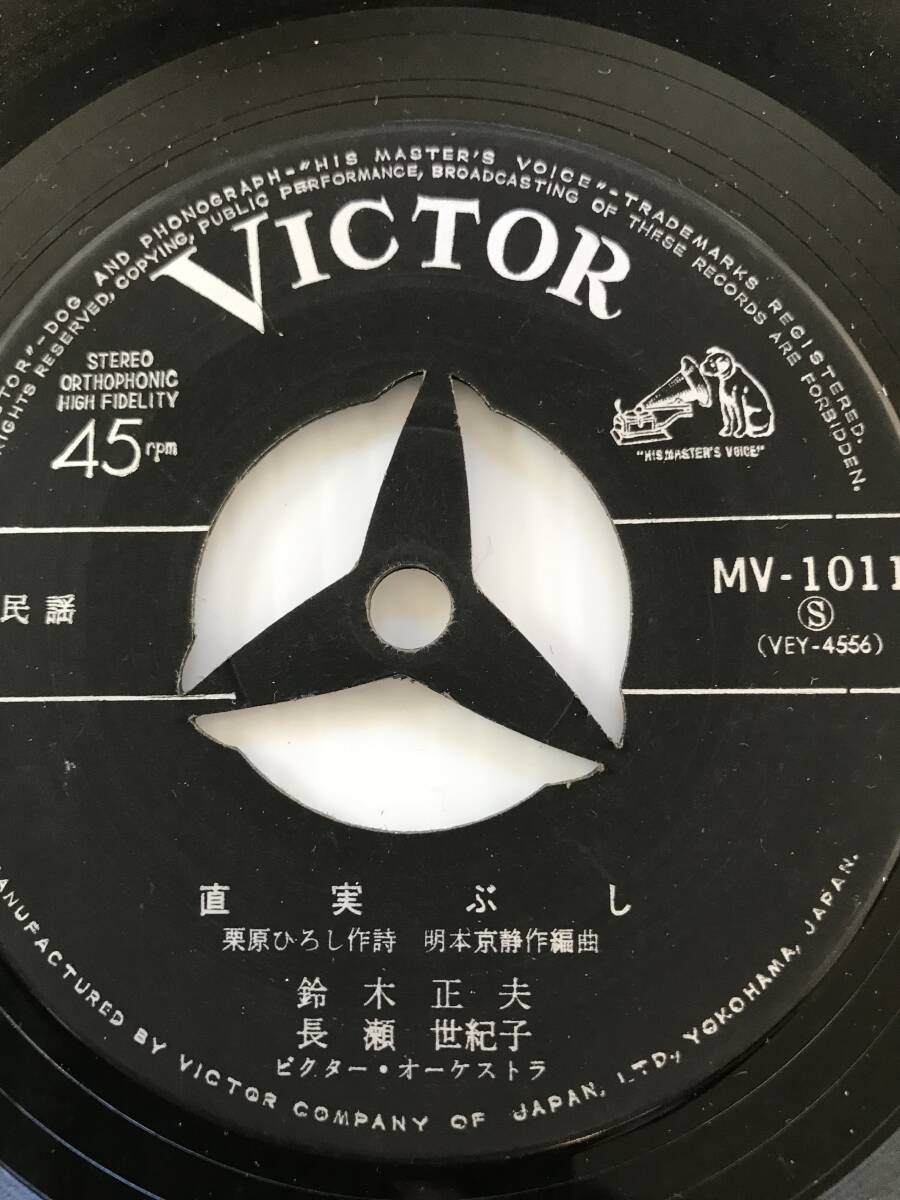 TOR"-DOG AND PHONOGRAPH-"HIS MASTER'S VOICE"-TRADEMARKS REGISTERED.
RIGHTS RESERVED, COPYING, PUBLIC PERFORMANCE, BROADCASTING OF THESE RECORDS ARE FORBIDDEN.
VICTOR
STEREO
ORTHOPHONIC
HIGH FIDELITY
45 rpm
"HIS MASTER'S VOICE"
民謡
MV-1011
Ⓢ
(VEY-4556)
直実ぶし
栗原ひろし作詩 明本京静作編曲
鈴木正夫
長瀬世紀子
ビクター・オーケストラ
MANUFACTURED BY VICTOR COMPANY OF JAPAN, LTD., YOKOHAMA, JAPAN.